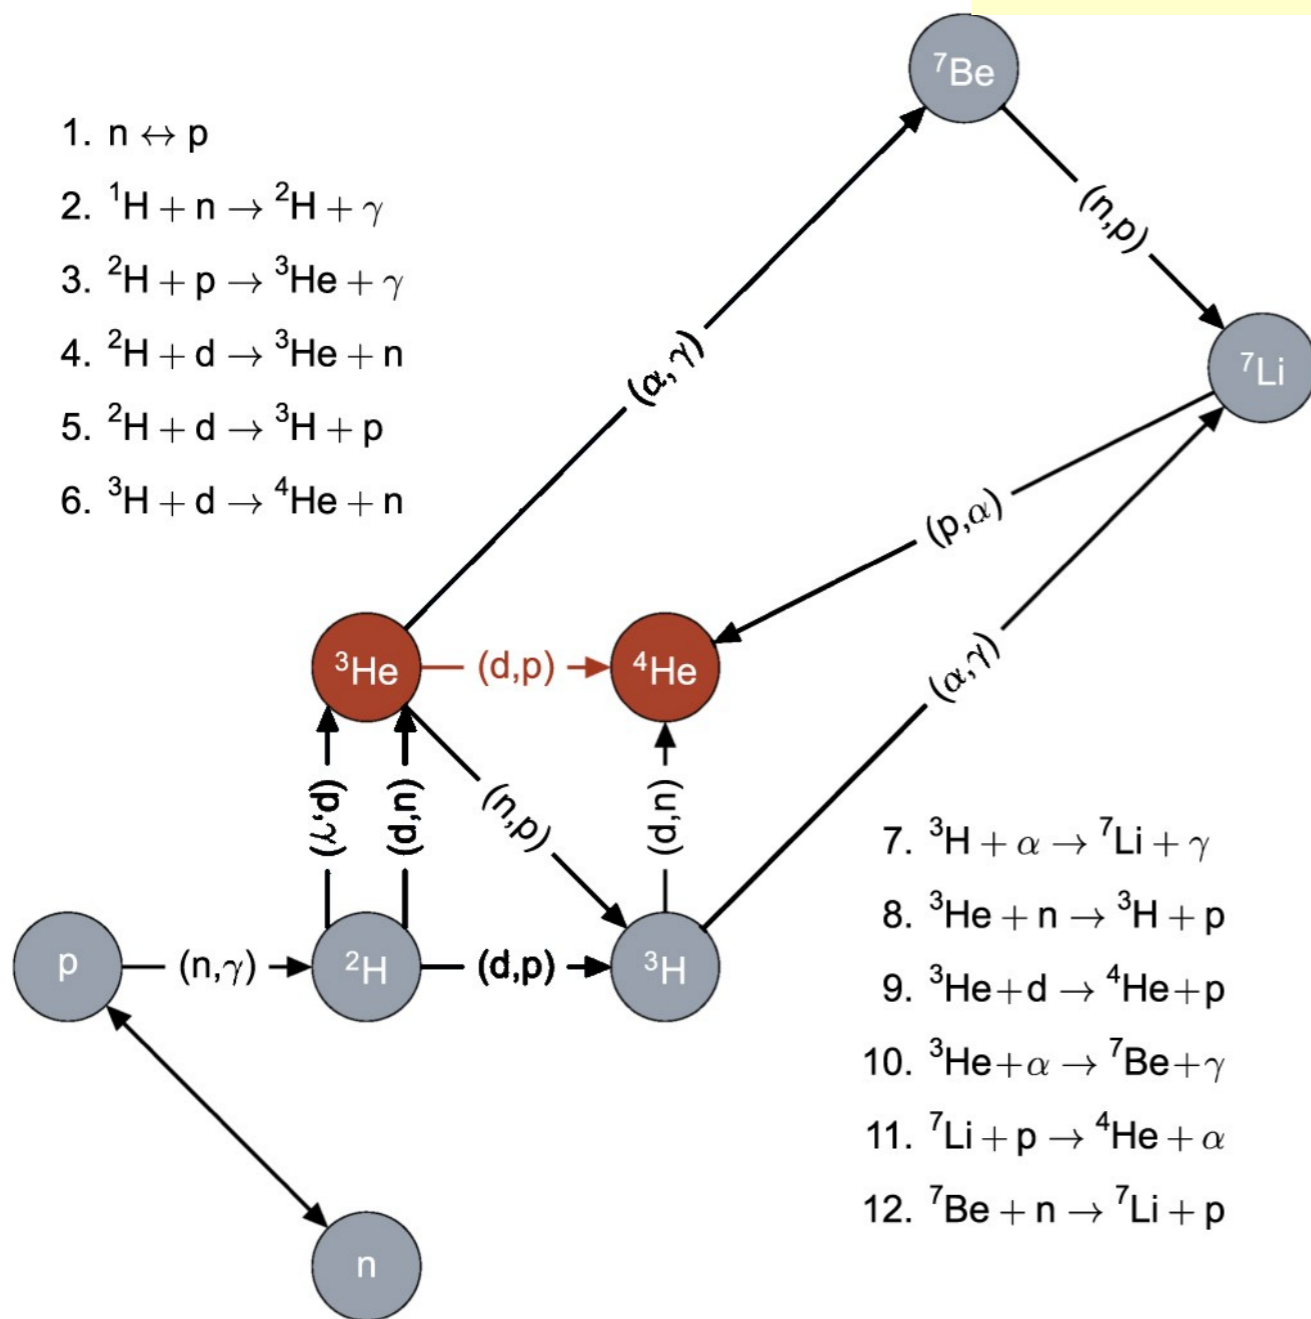 ⁷Be
1. n ↔ p
2. ¹H + n → ²H + γ
3. ²H + p → ³He + γ
4. ²H + d → ³He + n
5. ²H + d → ³H + p
6. ³H + d → ⁴He + n
(n,p)
⁷Li
(α, γ)
(p,α)
³He
(d,p)
⁴He
(α,γ)
(p,γ)
(d,n)
(n,p)
(d,n)
p
(n,γ)
²H
(d,p)
³H
n
7. ³H + α → ⁷Li + γ
8. ³He + n → ³H + p
9. ³He + d → ⁴He + p
10. ³He + α → ⁷Be + γ
11. ⁷Li + p → ⁴He + α
12. ⁷Be + n → ⁷Li + p